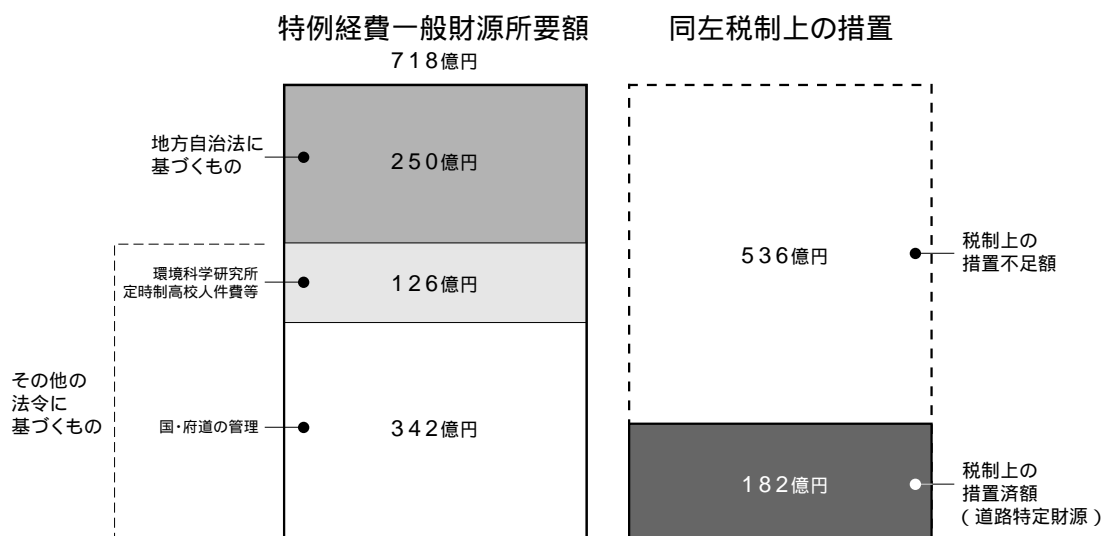 特例経費一般財源所要額
718億円
同左税制上の措置
地方自治法に
基づくもの
250億円
環境科学研究所
定時制高校人件費等
126億円
その他の
法令に
基づくもの
国・府道の管理
342億円
536億円
税制上の
措置不足額
182億円
税制上の
措置済額
(道路特定財源)